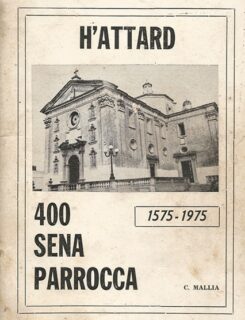 H'ATTARD
400
SENA
PARROCCA
1575-1975
C. MALLIA